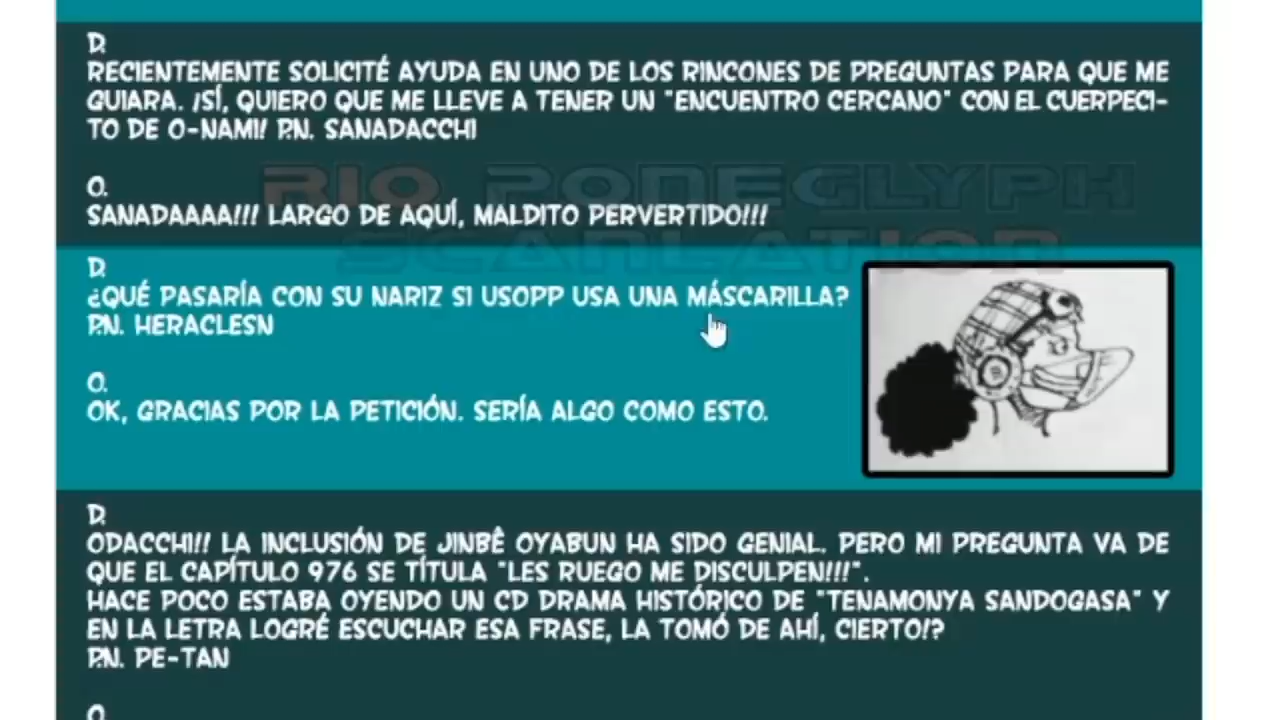 D.
RECIENTEMENTE SOLICITÉ AYUDA EN UNO DE LOS RINCONES DE PREGUNTAS PARA QUE ME
GUIARA. ¡SÍ, QUIERO QUE ME LLEVE A TENER UN "ENCUENTRO CERCANO" CON EL CUERPECI-
TO DE O-NAMI! P.N. SANADACCHI
O.
SANADAAAA!!! LARGO DE AQUÍ, MALDITO PERVERTIDO!!!
RIO PONEGLYPH
SCANLATION
D.
¿QUÉ PASARÍA CON SU NARIZ SI USOPP USA UNA MÁSCARILLA?
P.N. HERACLESN
O.
OK, GRACIAS POR LA PETICIÓN. SERÍA ALGO COMO ESTO.
D.
ODACCHI!! LA INCLUSIÓN DE JINBÊ OYABUN HA SIDO GENIAL. PERO MI PREGUNTA VA DE
QUE EL CAPÍTULO 976 SE TÍTULA "LES RUEGO ME DISCULPEN!!!".
HACE POCO ESTABA OYENDO UN CD DRAMA HISTÓRICO DE "TENAMONYA SANDOGASA" Y
EN LA LETRA LOGRÉ ESCUCHAR ESA FRASE, LA TOMÓ DE AHÍ, CIERTO!?
P.N. PE-TAN
O.